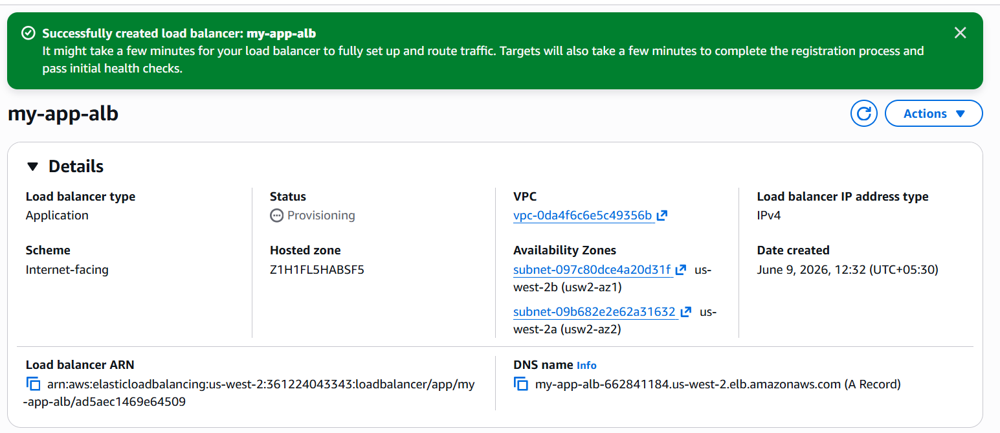 Successfully created load balancer: my-app-alb
It might take a few minutes for your load balancer to fully set up and route traffic. Targets will also take a few minutes to complete the registration process and
pass initial health checks.
my-app-alb
Actions
Details
Load balancer type
Application
Status
Provisioning
VPC
vpc-0da4f6c6e5c49356b
Load balancer IP address type
IPv4
Scheme
Internet-facing
Hosted zone
Z1H1FL5HABSF5
Availability Zones
subnet-097c80dce4a20d31f us-
west-2b (usw2-az1)
subnet-09b682e2e62a31632 us-
west-2a (usw2-az2)
Date created
June 9, 2026, 12:32 (UTC+05:30)
Load balancer ARN
arn:aws:elasticloadbalancing:us-west-2:361224043343:loadbalancer/app/my
-app-alb/ad5aec1469e64509
DNS name Info
my-app-alb-662841184.us-west-2.elb.amazonaws.com (A Record)